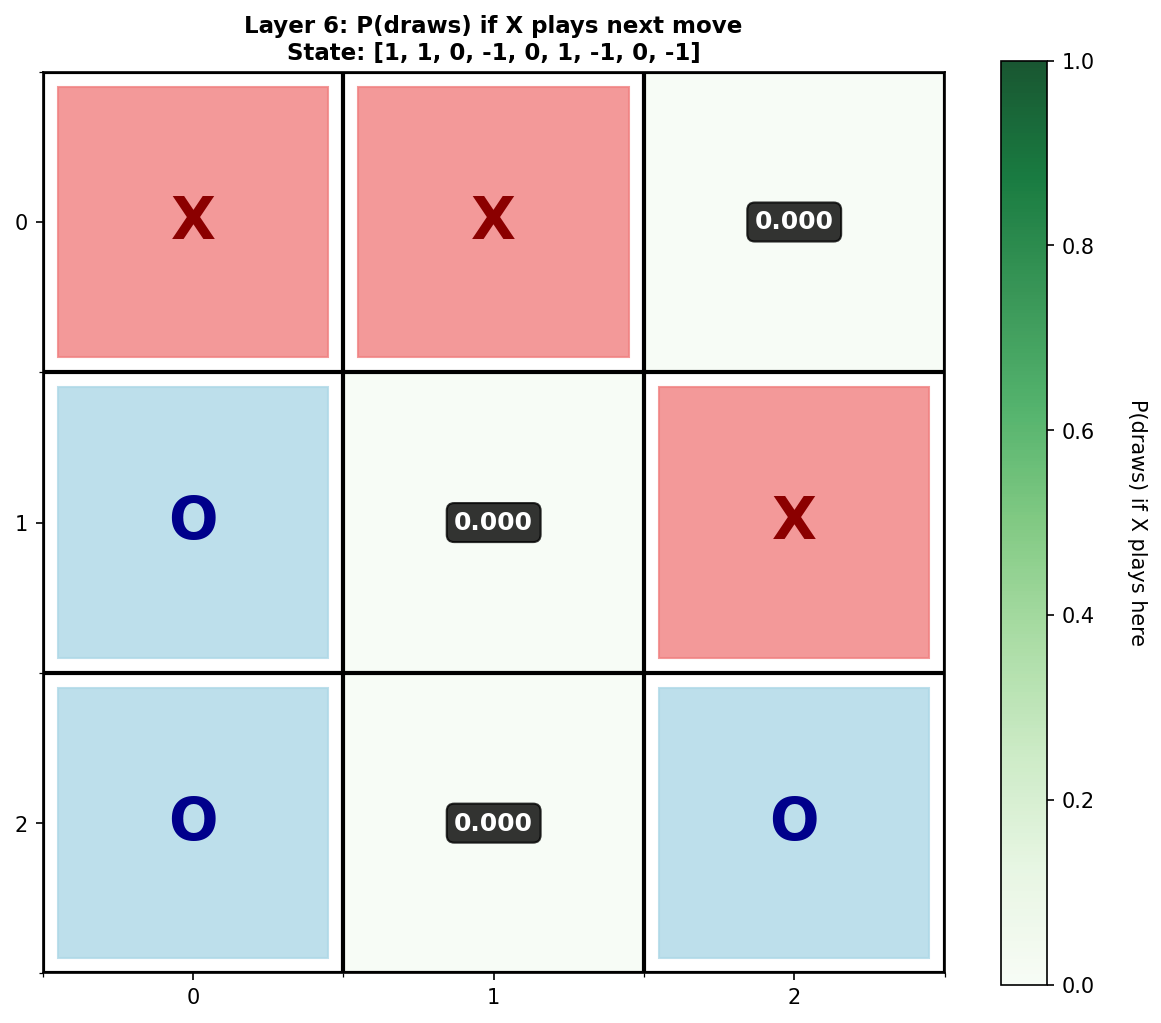 Layer 6: P(draws) if X plays next move
State: [1, 1, 0, -1, 0, 1, -1, 0, -1]
X X 0.000
O 0.000 X
O 0.000 O
0
1
2
0 1 2
1.0
0.8
0.6
0.4
0.2
0.0
P(draws) if X plays here